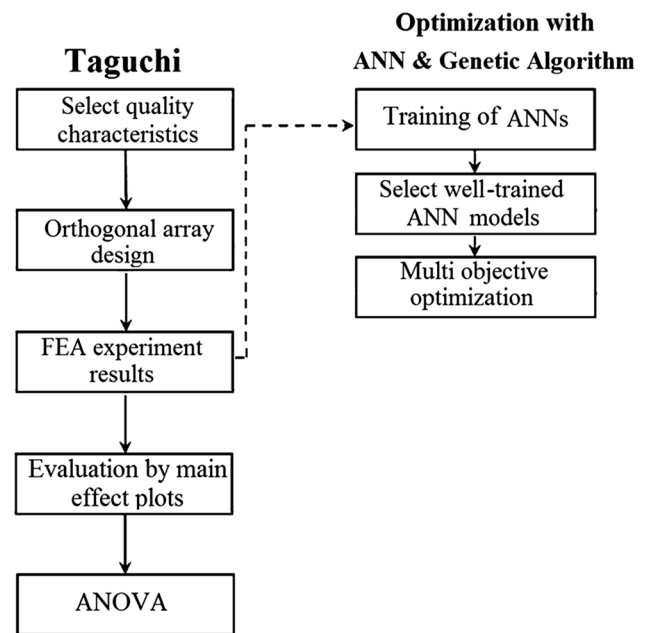 Taguchi
Select quality
characteristics
Orthogonal array
design
FEA experiment
results
Evaluation by main
effect plots
ANOVA
Optimization with
ANN & Genetic Algorithm
Training of ANNs
Select well-trained
ANN models
Multi objective
optimization